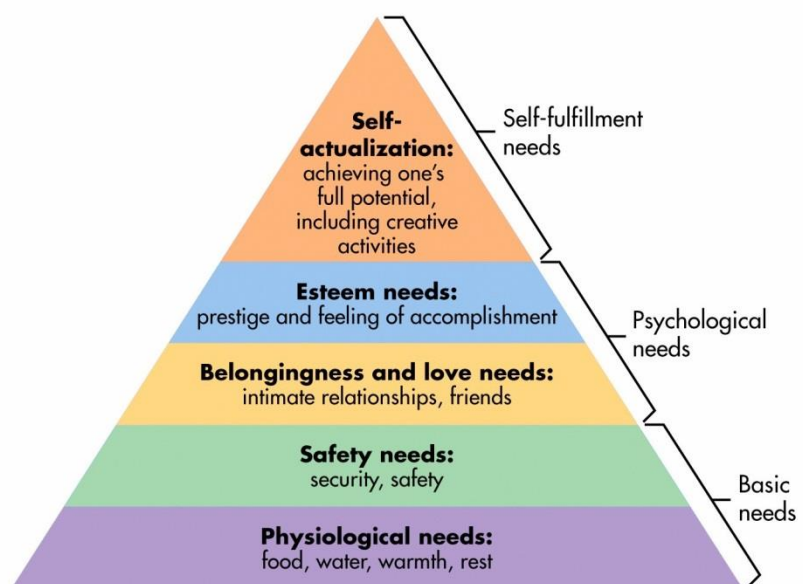 Self-
actualization:
achieving one's
full potential,
including creative
activities
Self-fulfillment
needs
Esteem needs:
prestige and feeling of accomplishment
Psychological
needs
Belongingness and love needs:
intimate relationships, friends
Safety needs:
security, safety
Basic
needs
Physiological needs:
food, water, warmth, rest